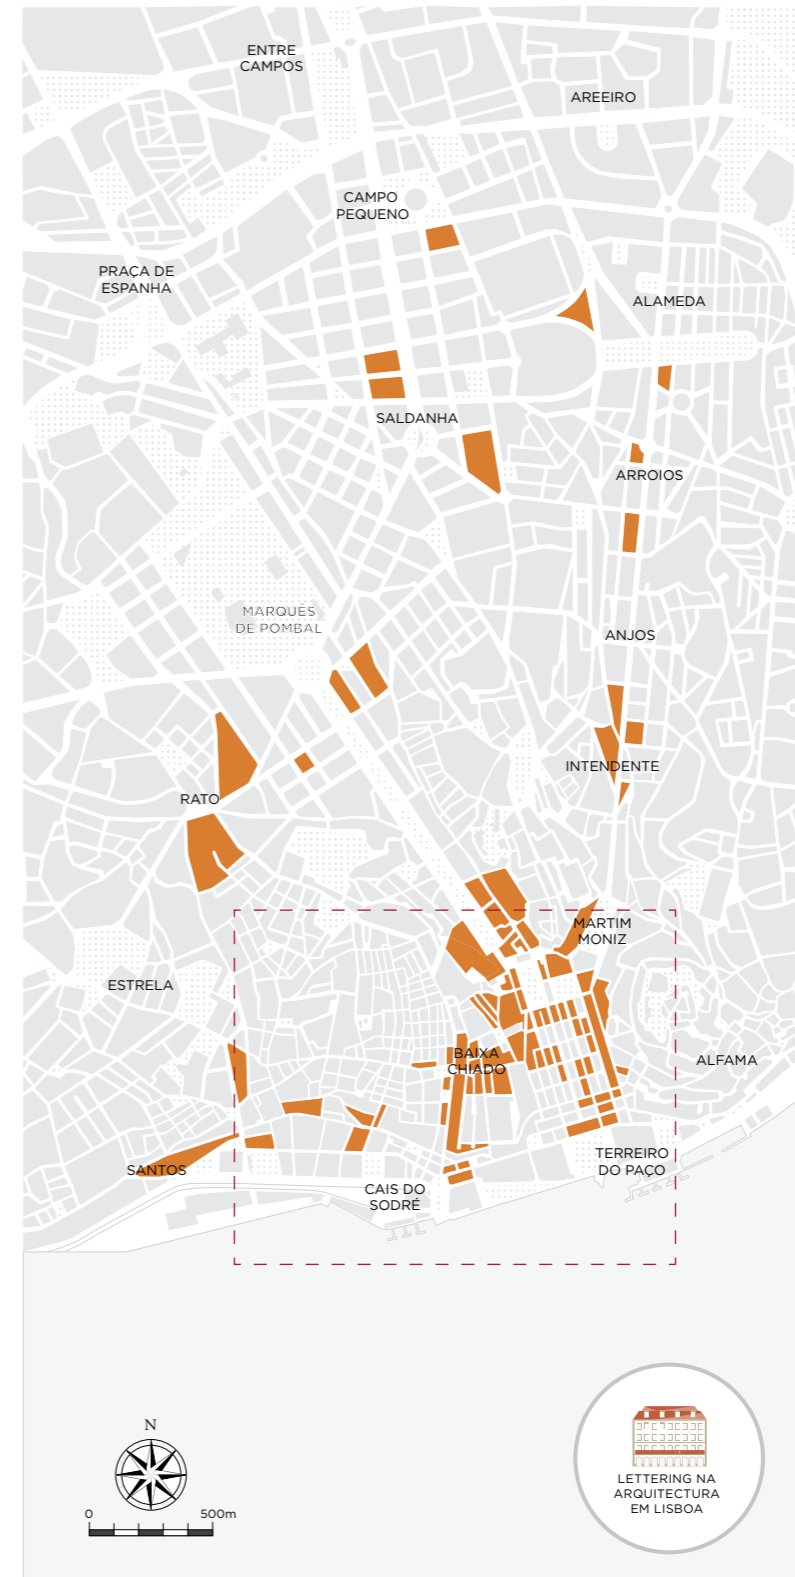 ENTRE
CAMPOS
AREEIRO
CAMPO
PEQUENO
PRAÇA DE
ESPANHA
ALAMEDA
SALDANHA
ARROIOS
MARQUÊS
DE POMBAL
ANJOS
INTENDENTE
RATO
MARTIM
MONIZ
ESTRELA
BAIXA
CHIADO
ALFAMA
SANTOS
TERREIRO
DO PAÇO
CAIS DO
SODRÉ
N
0 500m
LETTERING NA
ARQUITECTURA
EM LISBOA